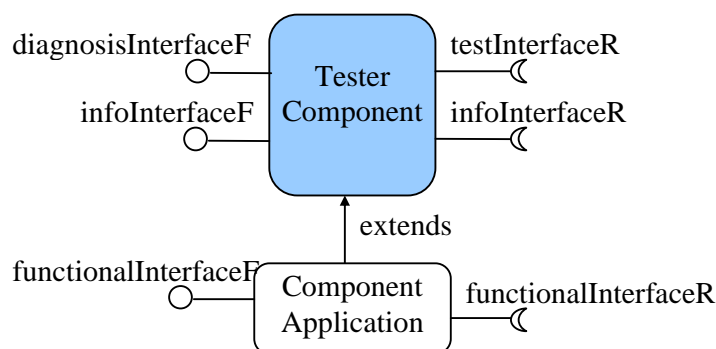 diagnosisInterfaceF
testInterfaceR
Tester
Component
infoInterfaceF
infoInterfaceR
extends
functionalInterfaceF
Component
Application
functionalInterfaceR